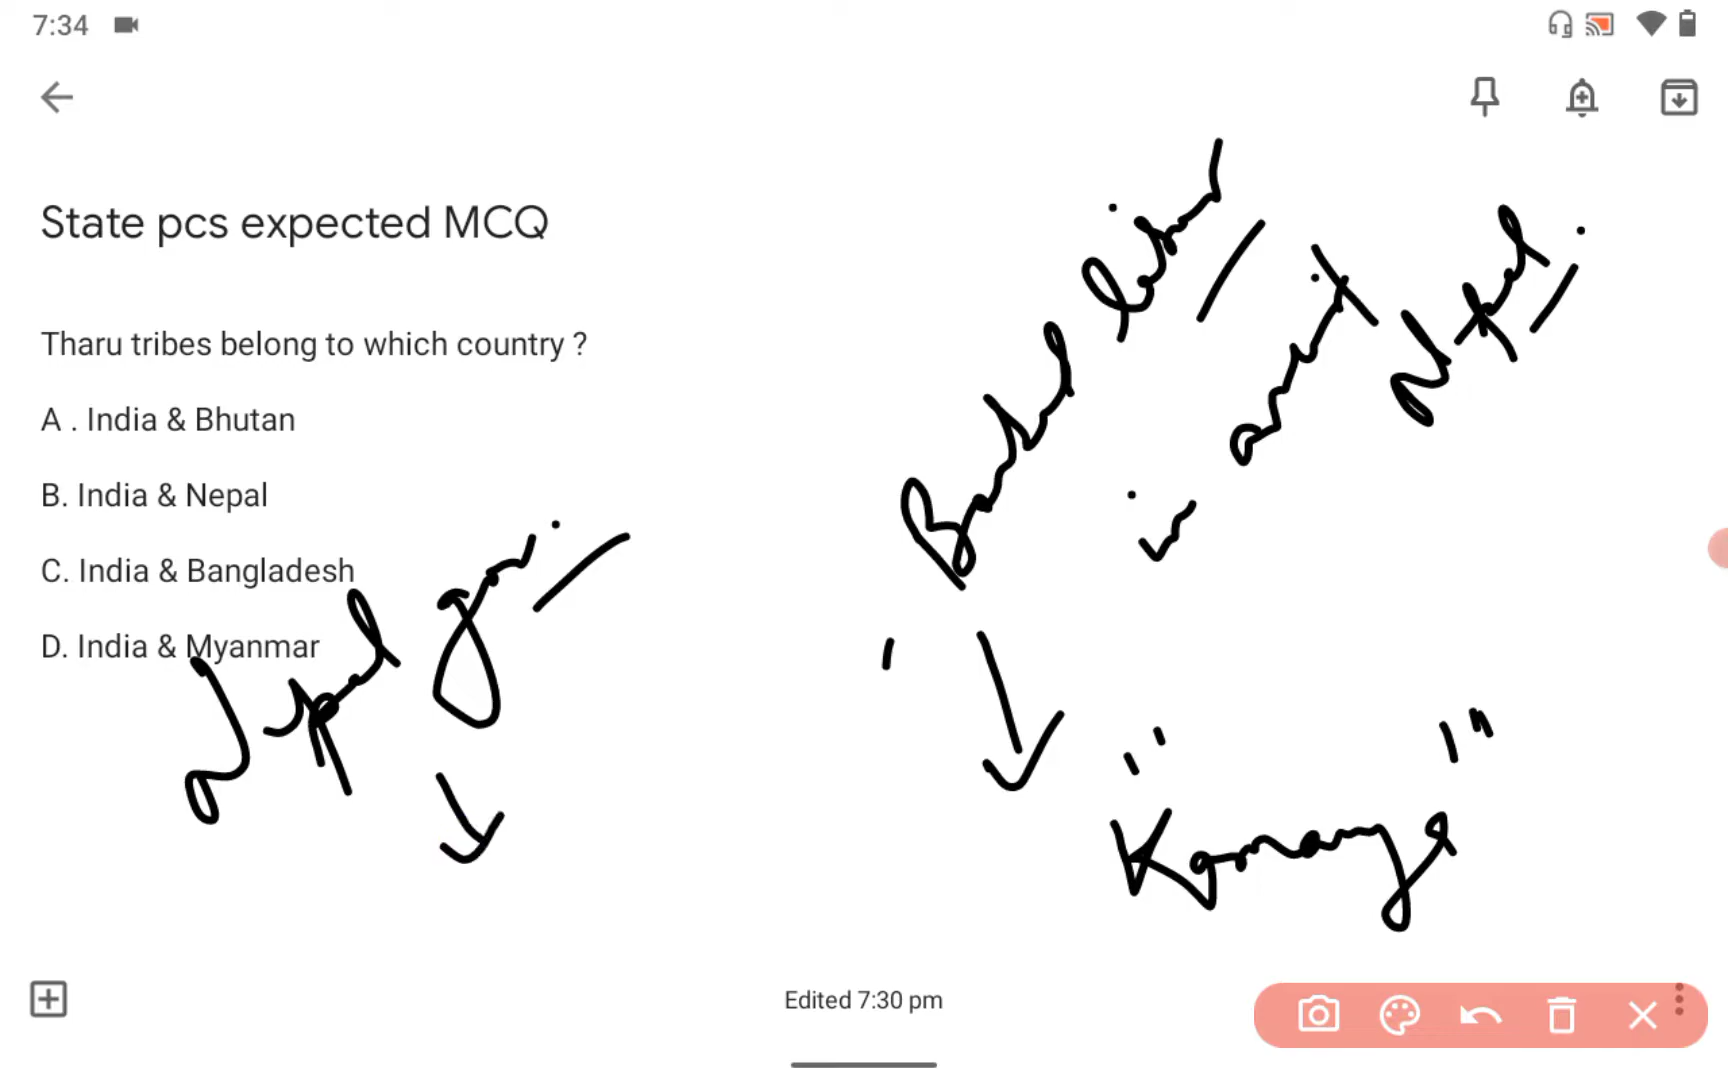 7:34
State pcs expected MCQ
Tharu tribes belong to which country ?
A . India & Bhutan
B. India & Nepal
C. India & Bangladesh
D. India & Myanmar
in
Nepal
Edited 7:30 pm